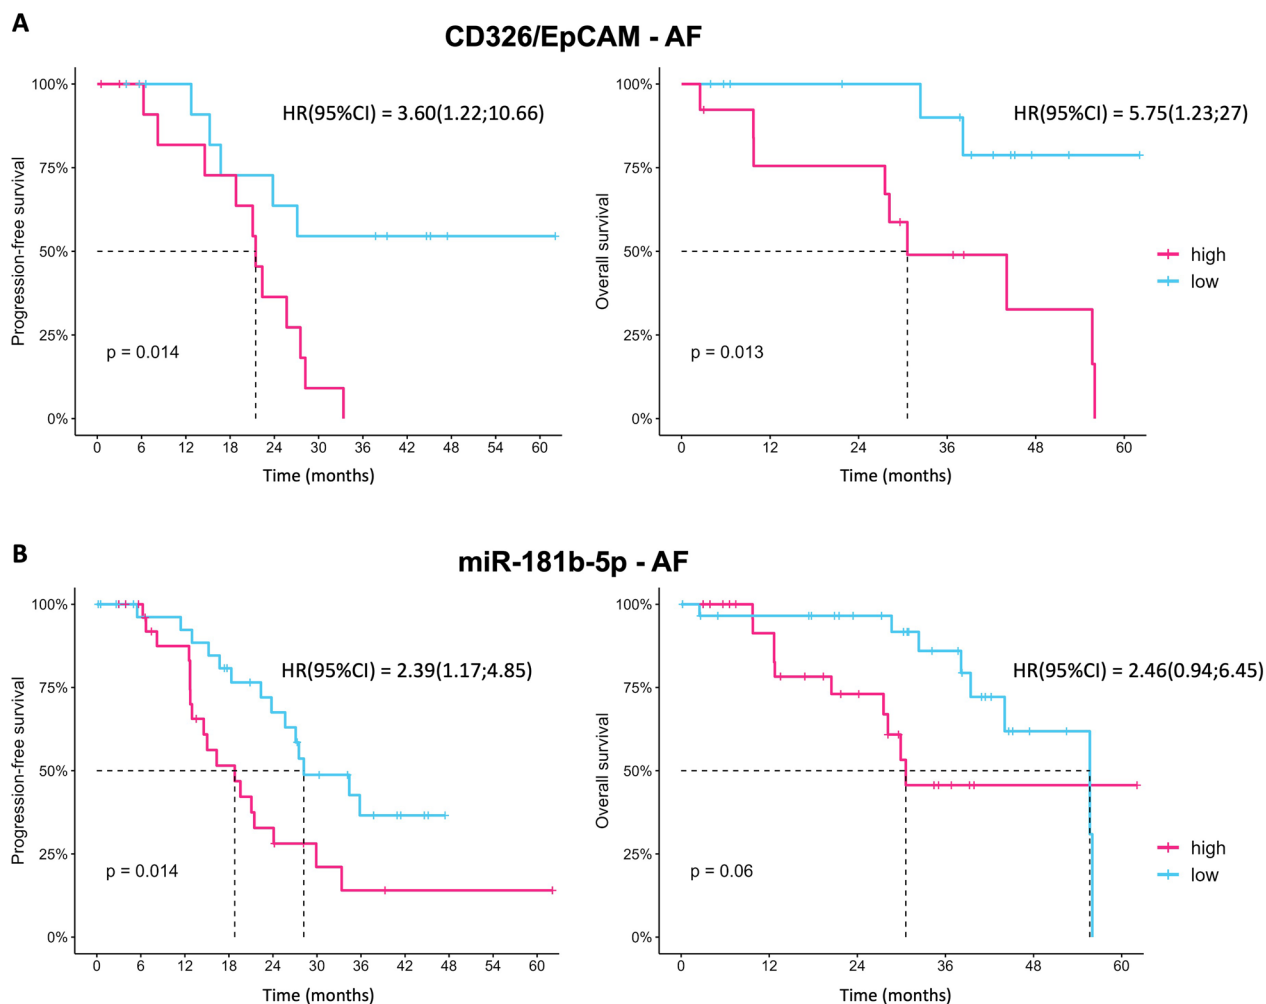 A
CD326/EpCAM - AF
100%
75%
50%
25%
0%
Progression-free survival
HR(95%CI) = 3.60(1.22;10.66)
p = 0.014
0 6 12 18 24 30 36 42 48 54 60
Time (months)
100%
75%
50%
25%
0%
Overall survival
HR(95%CI) = 5.75(1.23;27)
p = 0.013
0 12 24 36 48 60
Time (months)
high
low
B
miR-181b-5p - AF
100%
75%
50%
25%
0%
Progression-free survival
HR(95%CI) = 2.39(1.17;4.85)
p = 0.014
0 6 12 18 24 30 36 42 48 54 60
Time (months)
100%
75%
50%
25%
0%
Overall survival
HR(95%CI) = 2.46(0.94;6.45)
p = 0.06
0 12 24 36 48 60
Time (months)
high
low